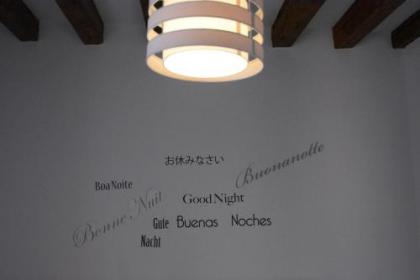 お休みなさい
Buonanotte
Boa Noite
Bonne Nuit
Good Night
Gute Nacht
Buenas Noches